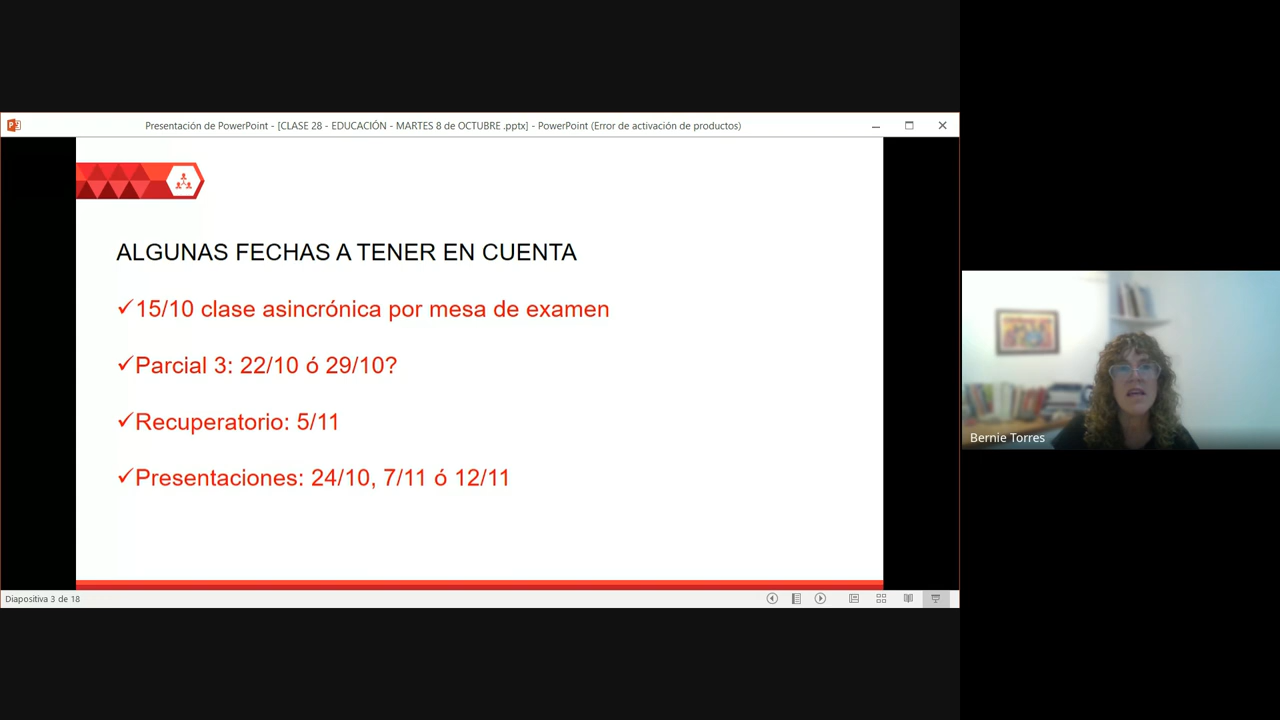 Presentación de PowerPoint - [CLASE 28 - EDUCACIÓN - MARTES 8 de OCTUBRE .pptx] - PowerPoint (Error de activación de productos)
ALGUNAS FECHAS A TENER EN CUENTA
✓15/10 clase asincrónica por mesa de examen
✓Parcial 3: 22/10 ó 29/10?
✓Recuperatorio: 5/11
✓Presentaciones: 24/10, 7/11 ó 12/11
Bernie Torres
Diapositiva 3 de 18